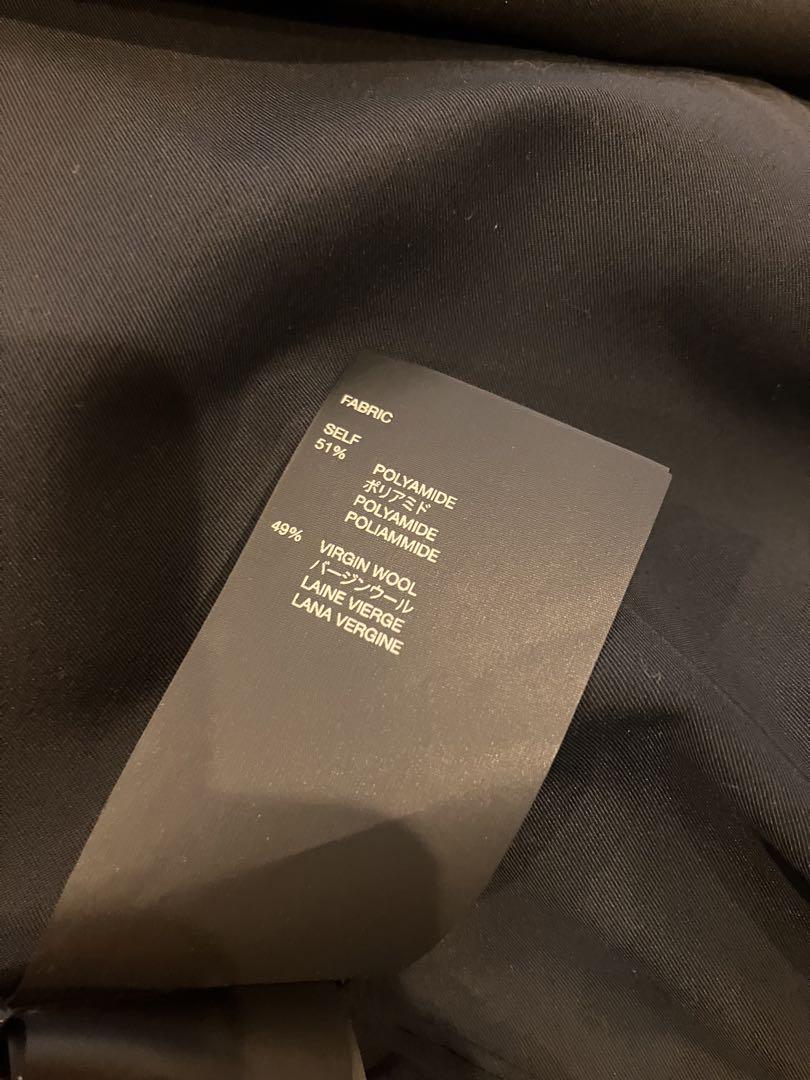 FABRIC
SELF
51%
POLYAMIDE
ポリアミド
POLYAMIDE
POLIAMMIDE
49%
VIRGIN WOOL
バージンウール
LAINE VIERGE
LANA VERGINE